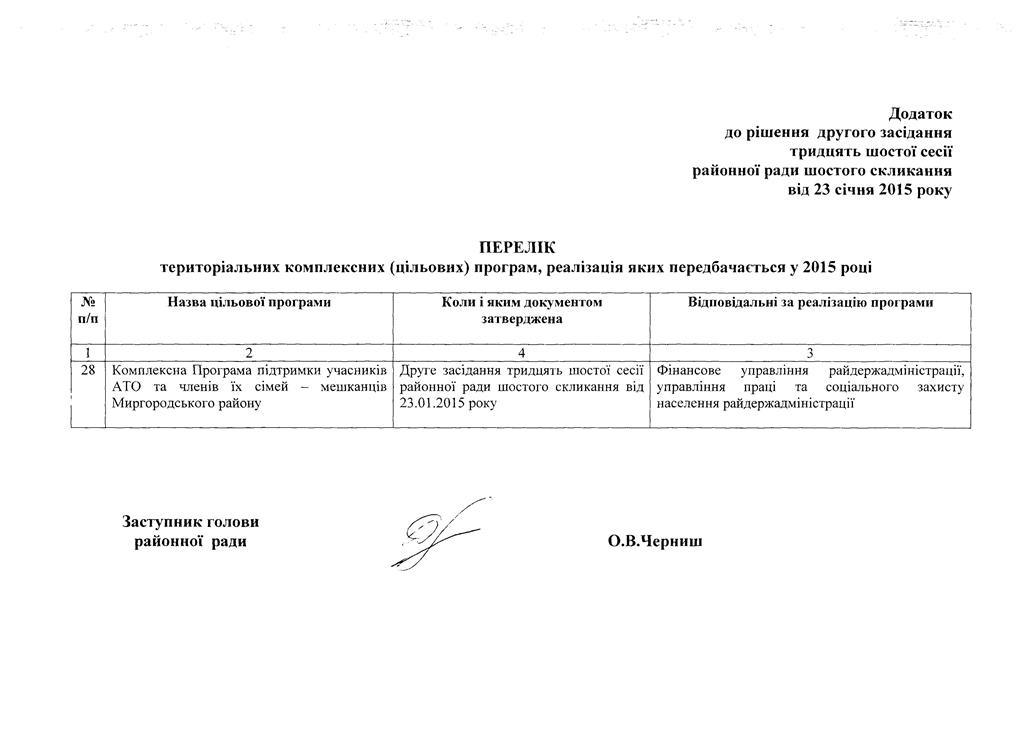 Додаток
до рішення другого засідання
тридцять шостої сесії
районної ради шостого скликання
від 23 січня 2015 року
ПЕРЕЛІК
територіальних комплексних (цільових) програм, реалізація яких передбачається у 2015 році
№ п/п
Назва цільової програми
Коли і яким документом
затверджена
Відповідальні за реалізацію програми
1
2
4
3
28
Комплексна Програма підтримки учасників
АТО та членів їх сімей – мешканців
Миргородського району
Друге засідання тридцять шостої сесії
районної ради шостого скликання від
23.01.2015 року
Фінансове управління райдержадміністрації,
управління праці та соціального захисту
населення райдержадміністрації
Заступник голови
районної ради
О.В.Черниш